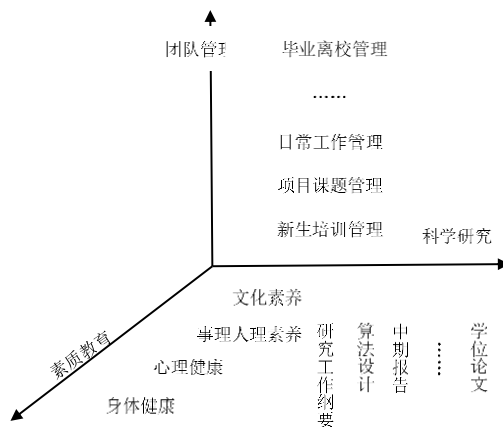 团队管理
毕业离校管理
……
日常工作管理
项目课题管理
新生培训管理
科学研究
文化素养
事理人理素养
心理健康
身体健康
素质教育
研究工作纲要
算法设计
中期报告
……
学位论文